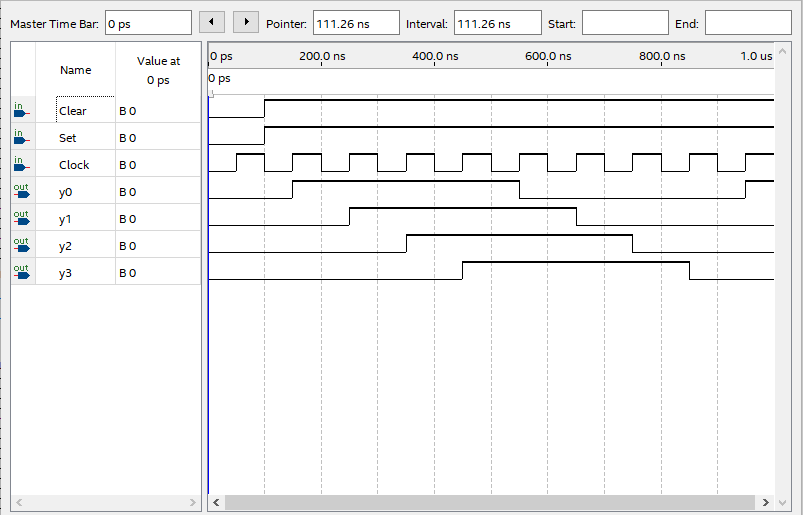 Master Time Bar: 0 ps Pointer: 111.26 ns Interval: 111.26 ns Start: End:
Name Value at 0 ps
0 ps 200.0 ns 400.0 ns 600.0 ns 800.0 ns 1.0 us
0 ps
in Clear B 0
in Set B 0
in Clock B 0
out y0 B 0
out y1 B 0
out y2 B 0
out y3 B 0